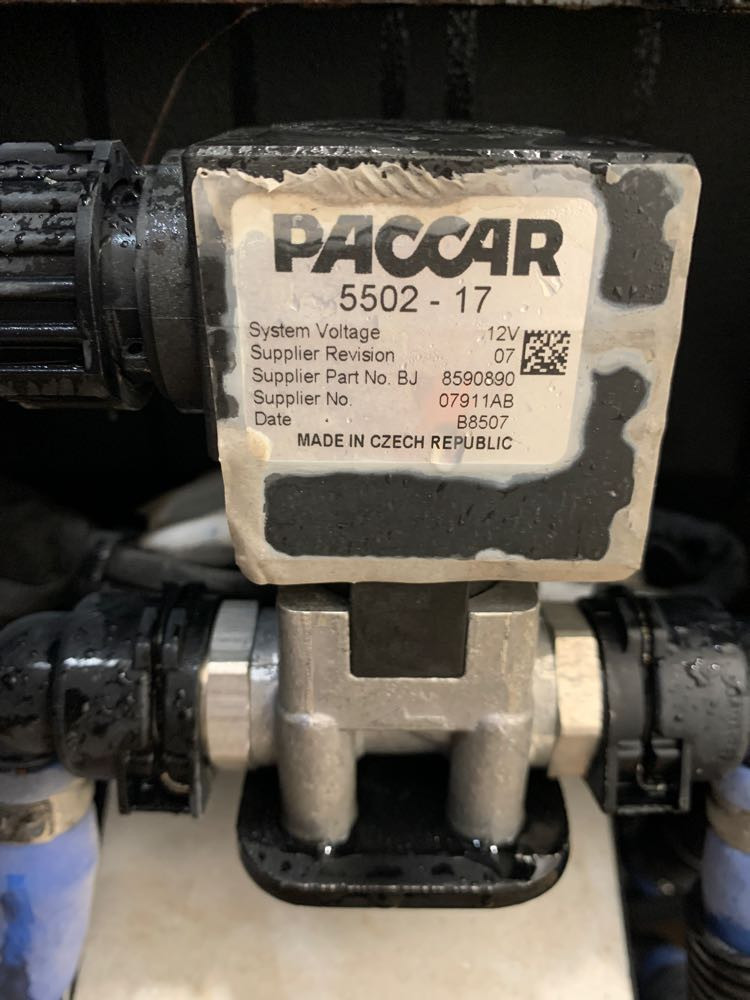 PACCAR
5502 - 17
System Voltage 12V
Supplier Revision 07
Supplier Part No. BJ 8590890
Supplier No. 07911AB
Date B8507
MADE IN CZECH REPUBLIC